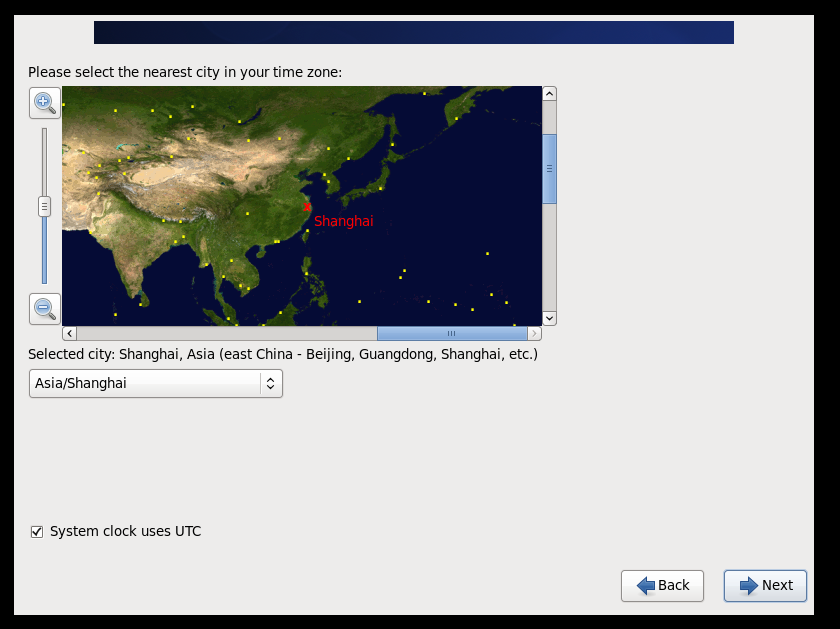 Please select the nearest city in your time zone:
Shanghai
Selected city: Shanghai, Asia (east China - Beijing, Guangdong, Shanghai, etc.)
Asia/Shanghai
System clock uses UTC
Back
Next